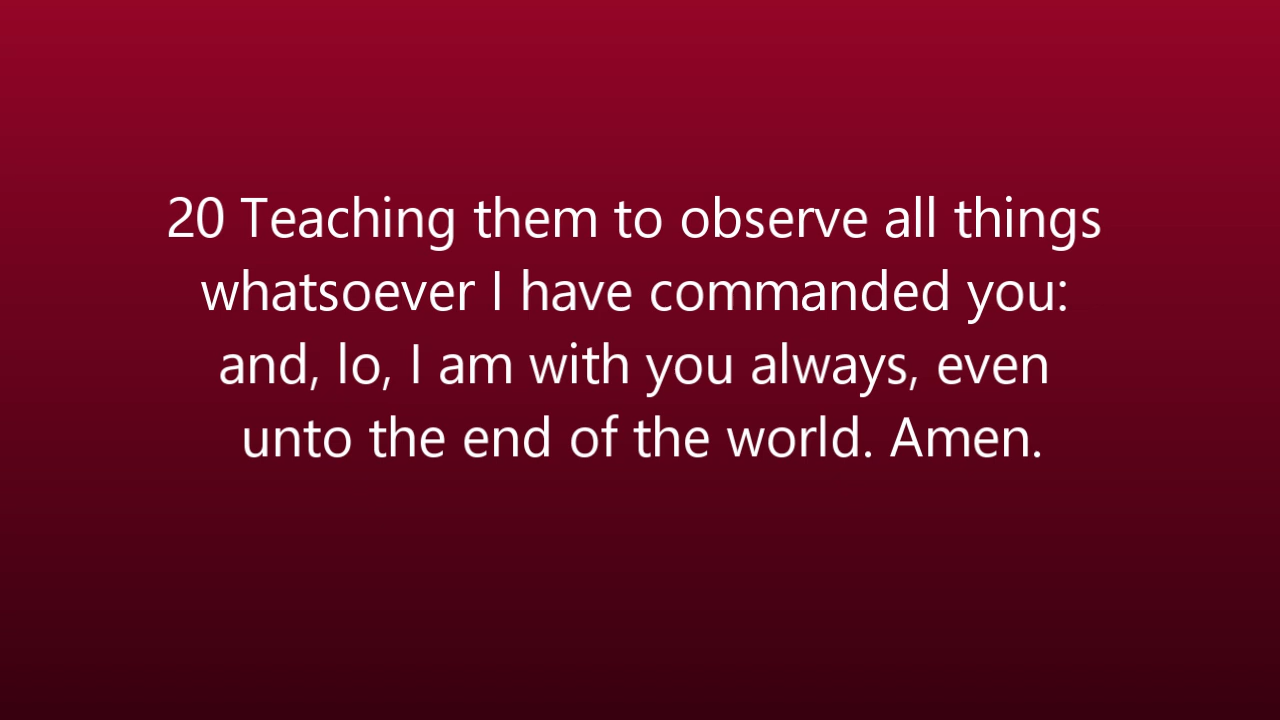 20 Teaching them to observe all things
whatsoever I have commanded you:
and, lo, I am with you always, even
unto the end of the world. Amen.